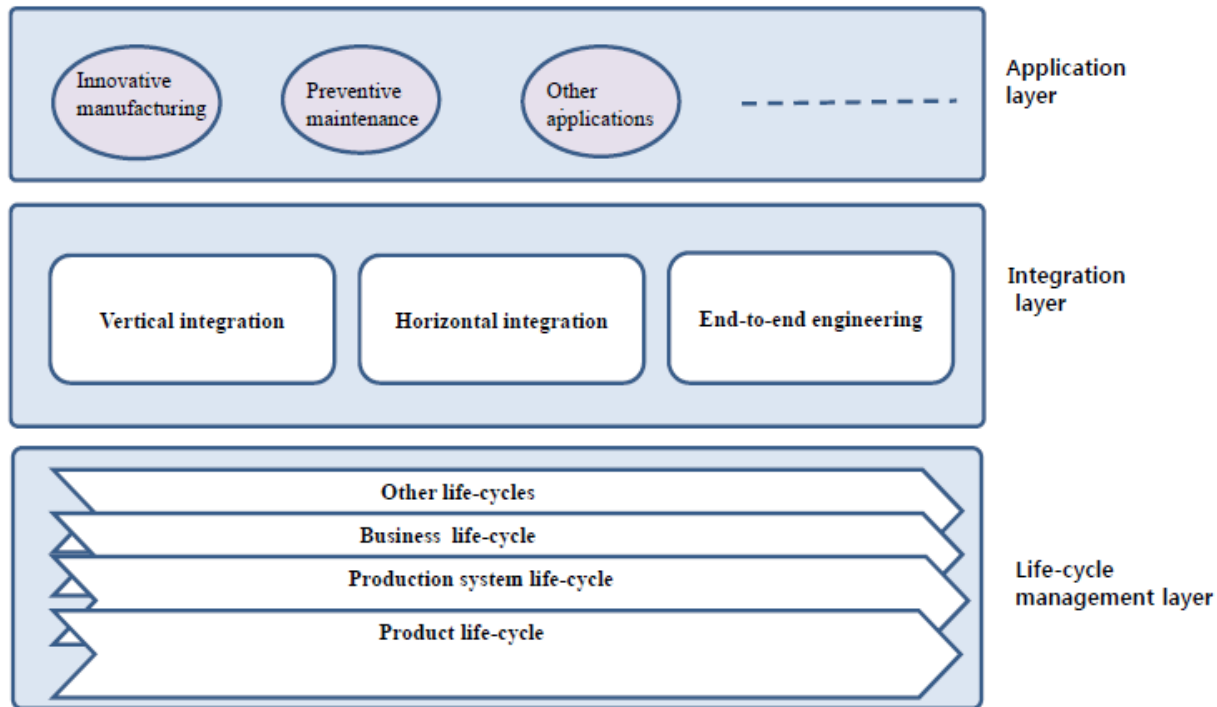 Innovative
manufacturing
Preventive
maintenance
Other
applications
Application
layer
Vertical integration
Horizontal integration
End-to-end engineering
Integration
layer
Other life-cycles
Business life-cycle
Production system life-cycle
Product life-cycle
Life-cycle
management layer